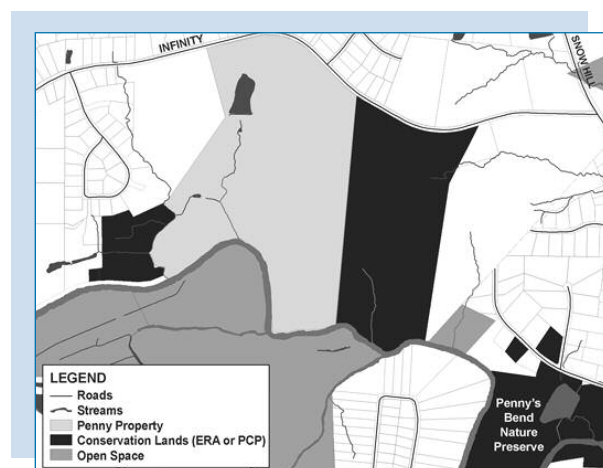 INFINITY
SNOW HILL
LEGEND
Roads
Streams
Penny Property
Conservation Lands (ERA or PCP)
Open Space
Penny's
Bend
Nature
Preserve